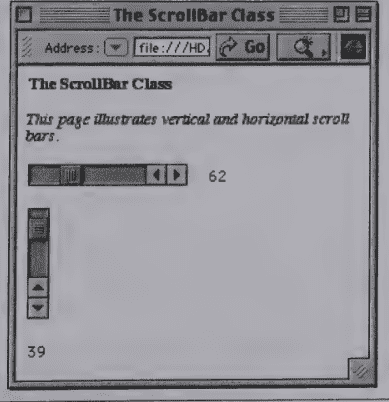 The ScrollBar Class
Address: file:///HD. Go
The ScrollBar Class
This page illustrates vertical and horizontal scroll
bars.
62
39